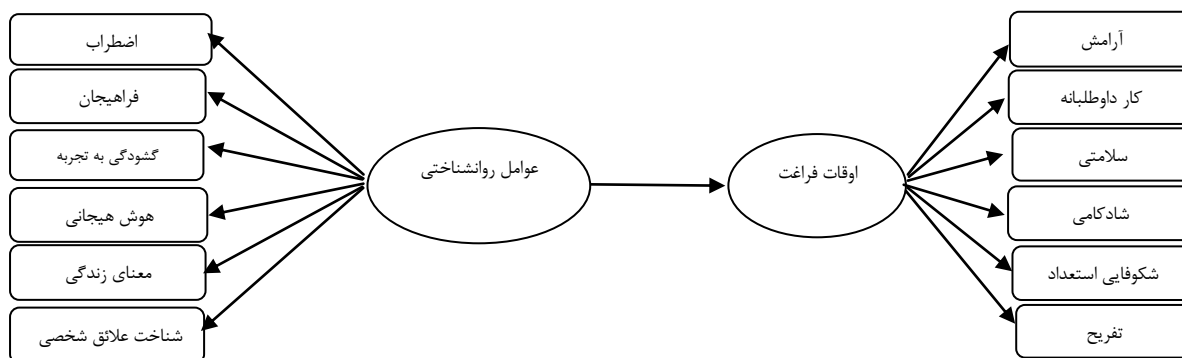 اضطراب
فراهیجان
گشودگی به تجربه
هوش هیجانی
معنای زندگی
شناخت علائق شخصی
عوامل روانشناختی
اوقات فراغت
آرامش
کار داوطلبانه
سلامتی
شادکامی
شکوفایی استعداد
تفریح